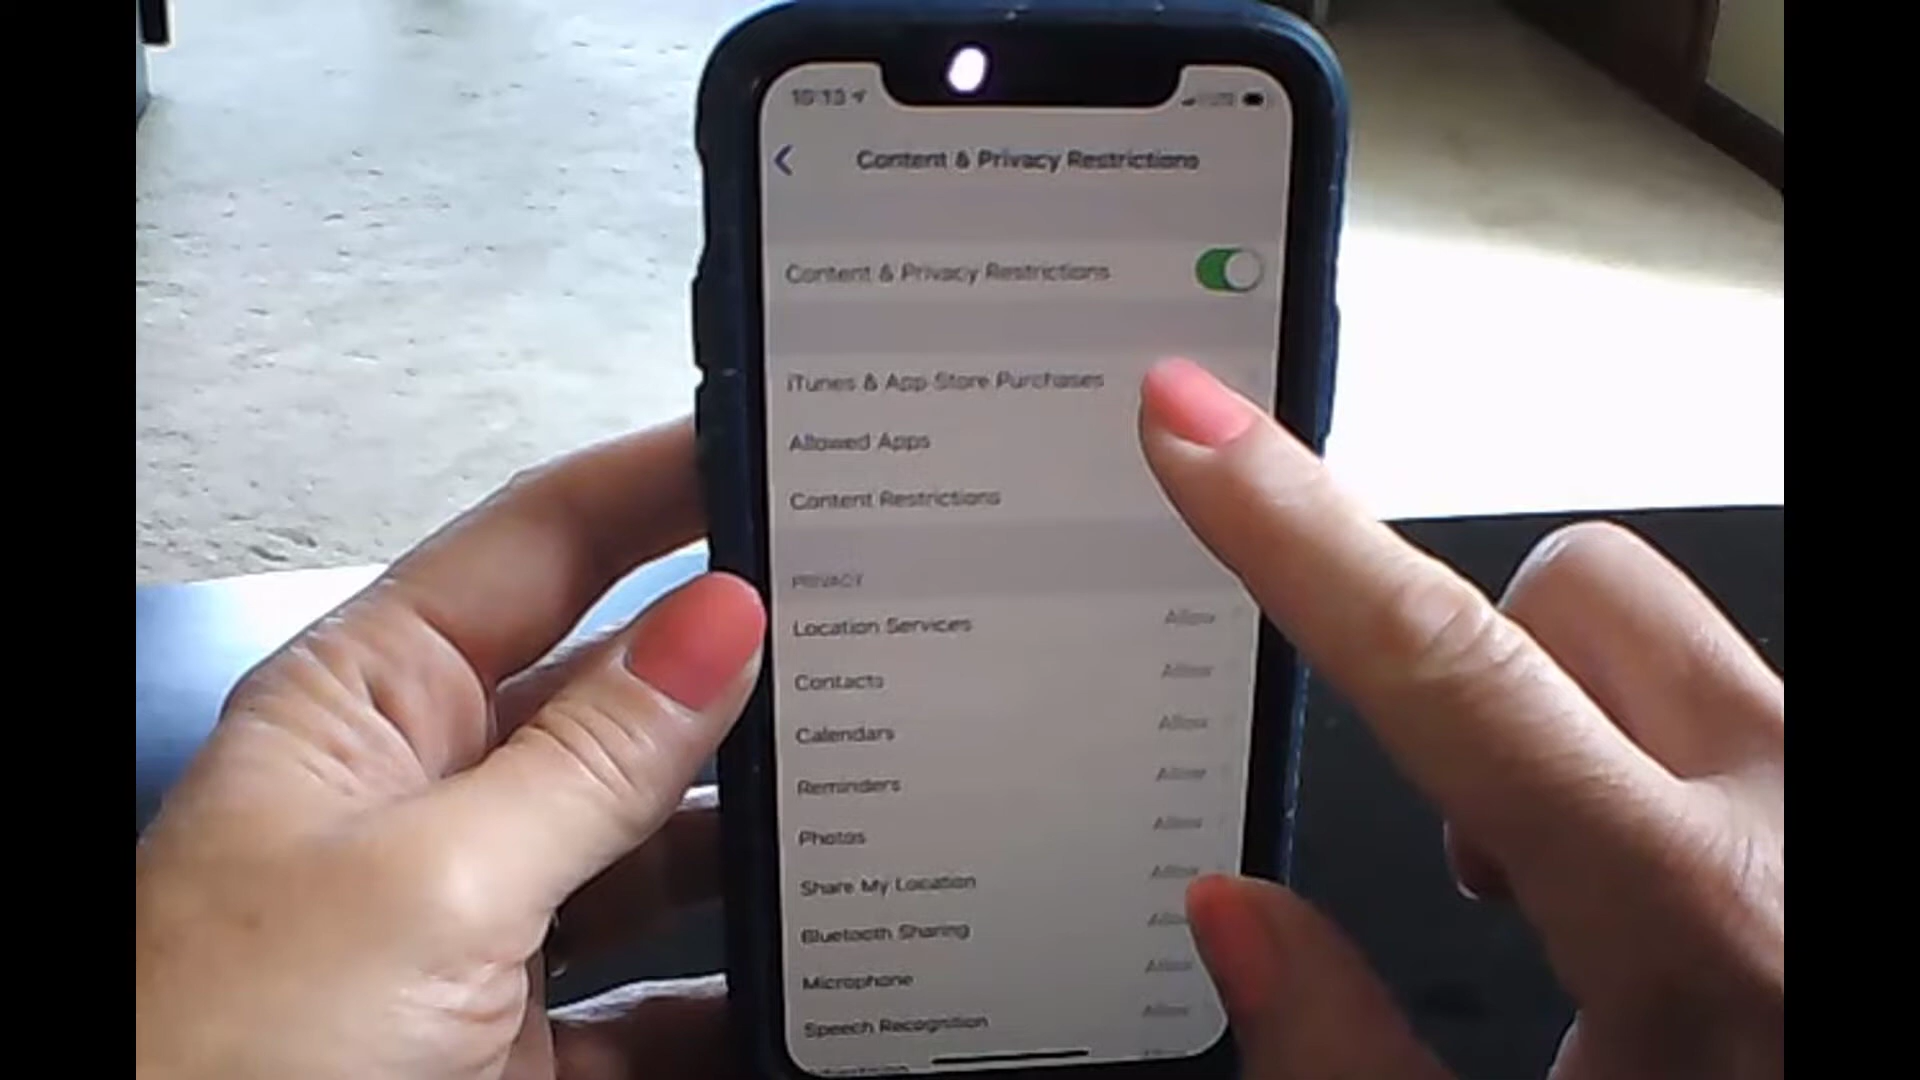 10:13
Content & Privacy Restrictions
Content & Privacy Restrictions
iTunes & App Store Purchases
Allowed Apps
Content Restrictions
PRIVACY
Location Services Allow
Contacts Allow
Calendars Allow
Reminders Allow
Photos Allow
Share My Location Allow
Bluetooth Sharing Allow
Microphone Allow
Speech Recognition Allow